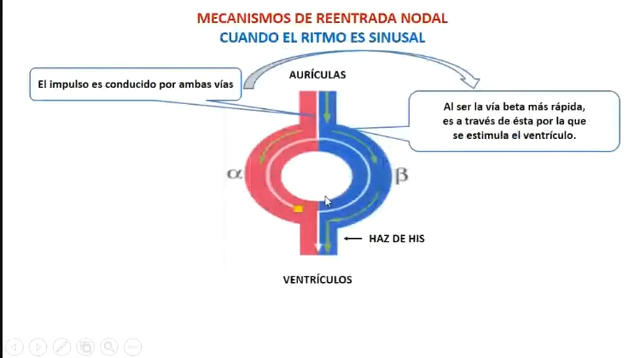 MECANISMOS DE REENTRADA NODAL
CUANDO EL RITMO ES SINUSAL
El impulso es conducido por ambas vías
AURÍCULAS
Al ser la vía beta más rápida,
es a través de ésta por la que
se estimula el ventrículo.
α
β
HAZ DE HIS
VENTRÍCULOS